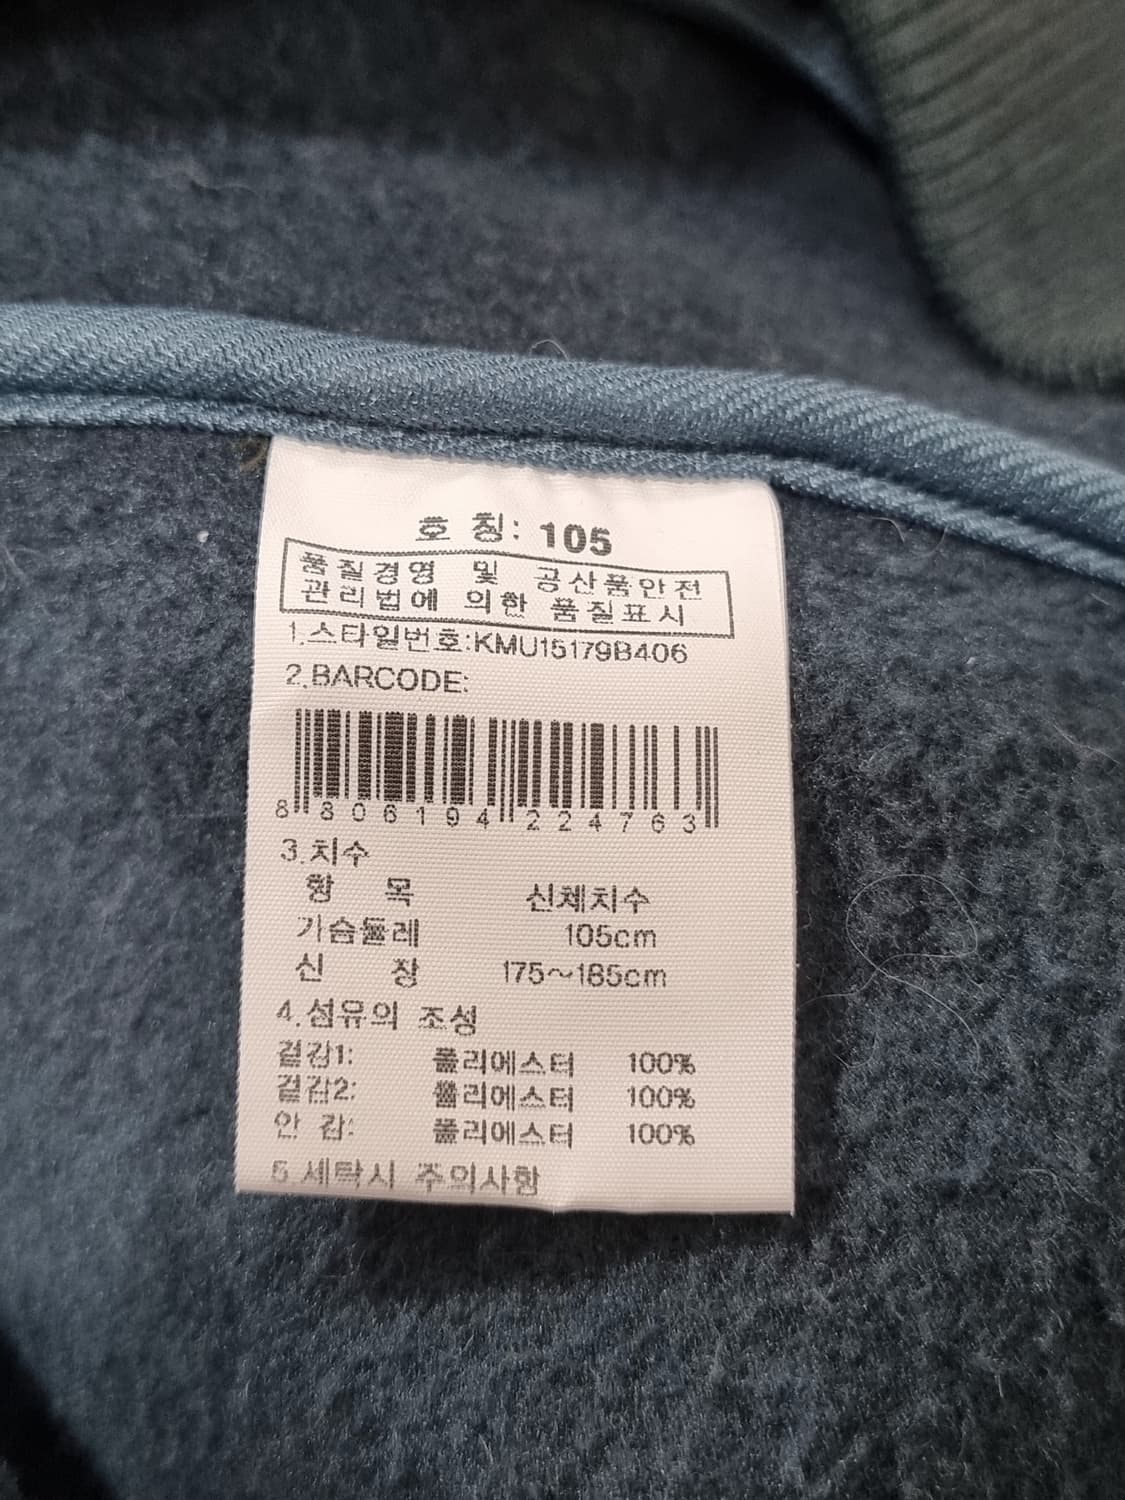 호 칭: 105
품질경영 및 공산품안전
관리법에 의한 품질표시
1.스타일번호:KMU15179B406
2.BARCODE:
8 806194 224763
3.치수
항 목 신체치수
가슴둘레 105cm
신 장 175~185cm
4.섬유의 조성
겉감1: 폴리에스터 100%
겉감2: 폴리에스터 100%
안 감: 폴리에스터 100%
5.세탁시 주의사항